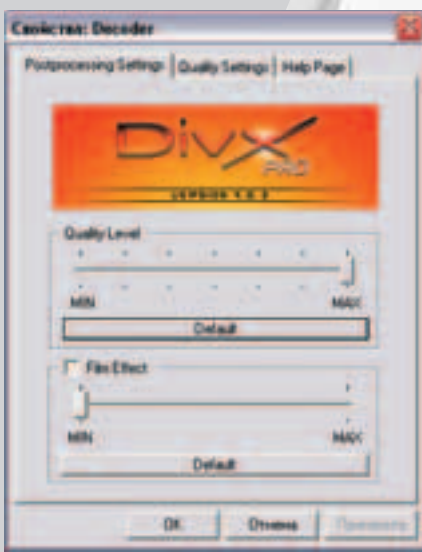 Свойства: Decoder
Postprocessing Settings Quality Settings Help Page
DivX
PRO
Quality Level
MIN MAX
Default
Film Effect
MIN MAX
Default
OK Отмена Применить